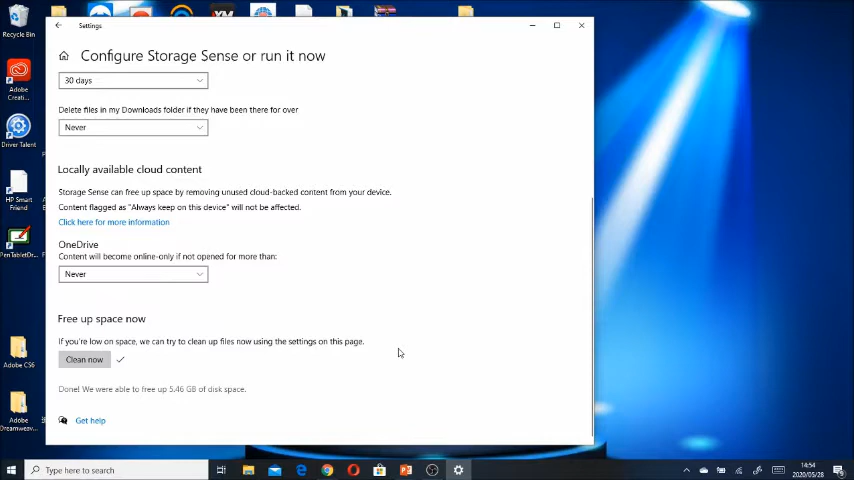 Recycle Bin
Adobe
Creati...
Driver Talent
HP Smart
Friend
PenTabletDr...
Adobe CS6
Adobe
Dreamweav...
Settings
Configure Storage Sense or run it now
30 days
Delete files in my Downloads folder if they have been there for over
Never
Locally available cloud content
Storage Sense can free up space by removing unused cloud-backed content from your device.
Content flagged as "Always keep on this device" will not be affected.
Click here for more information
OneDrive
Content will become online-only if not opened for more than:
Never
Free up space now
If you're low on space, we can try to clean up files now using the settings on this page.
Clean now
Done! We were able to free up 5.46 GB of disk space.
Get help
Type here to search
14:54
2020/05/28